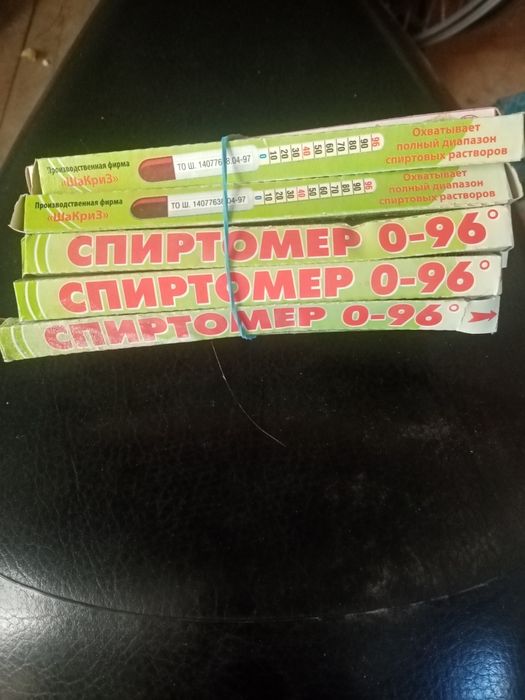 Производственная фирма
«ШаКриЗ»
ТО Ш. 14077638.04-97
0 10 20 30 40 50 60 70 80 90 96
Охватывает
полный диапазон
спиртовых растворов
Производственная фирма
«ШаКриЗ»
ТО Ш. 14077638.04-97
0 10 20 30 40 50 60 70 80 90 96
Охватывает
полный диапазон
спиртовых растворов
СПИРТОМЕР 0-96°
СПИРТОМЕР 0-96°
СПИРТОМЕР 0-96°